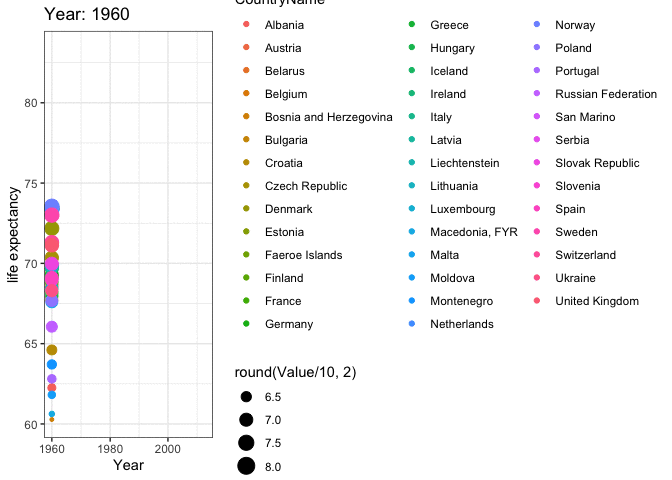 Year: 1960
CountryName
Albania
Austria
Belarus
Belgium
Bosnia and Herzegovina
Bulgaria
Croatia
Czech Republic
Denmark
Estonia
Faeroe Islands
Finland
France
Germany
Greece
Hungary
Iceland
Ireland
Italy
Latvia
Liechtenstein
Lithuania
Luxembourg
Macedonia, FYR
Malta
Moldova
Montenegro
Netherlands
Norway
Poland
Portugal
Russian Federation
San Marino
Serbia
Slovak Republic
Slovenia
Spain
Sweden
Switzerland
Ukraine
United Kingdom
round(Value/10, 2)
6.5
7.0
7.5
8.0
life expectancy
80
75
70
65
60
1960
1980
2000
Year